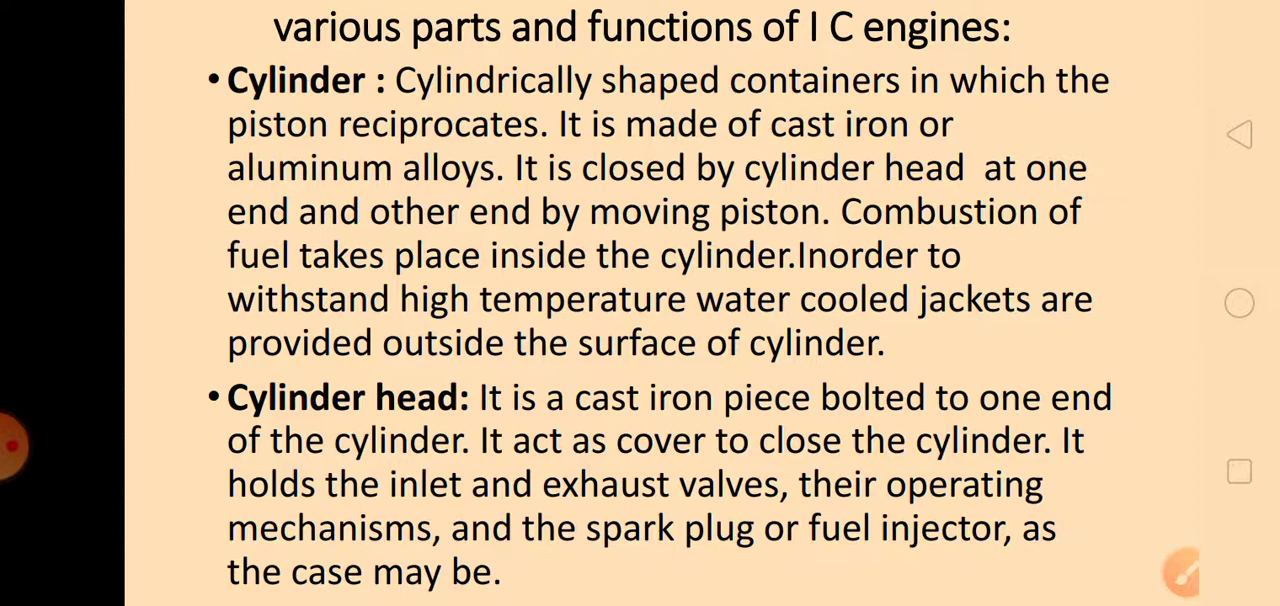 various parts and functions of I C engines:
• Cylinder : Cylindrically shaped containers in which the
piston reciprocates. It is made of cast iron or
aluminum alloys. It is closed by cylinder head  at one
end and other end by moving piston. Combustion of
fuel takes place inside the cylinder.Inorder to
withstand high temperature water cooled jackets are
provided outside the surface of cylinder.
• Cylinder head: It is a cast iron piece bolted to one end
of the cylinder. It act as cover to close the cylinder. It
holds the inlet and exhaust valves, their operating
mechanisms, and the spark plug or fuel injector, as
the case may be.